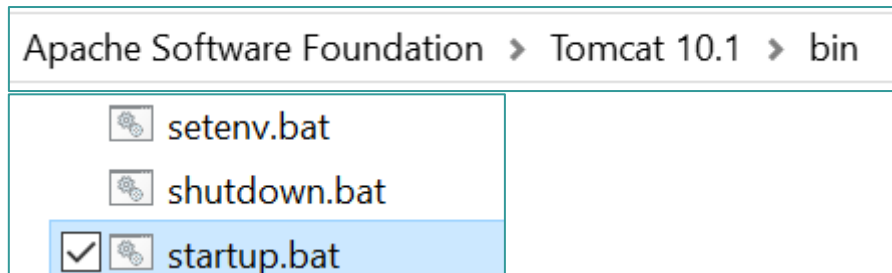 Apache Software Foundation > Tomcat 10.1 > bin
setenv.bat
shutdown.bat
startup.bat